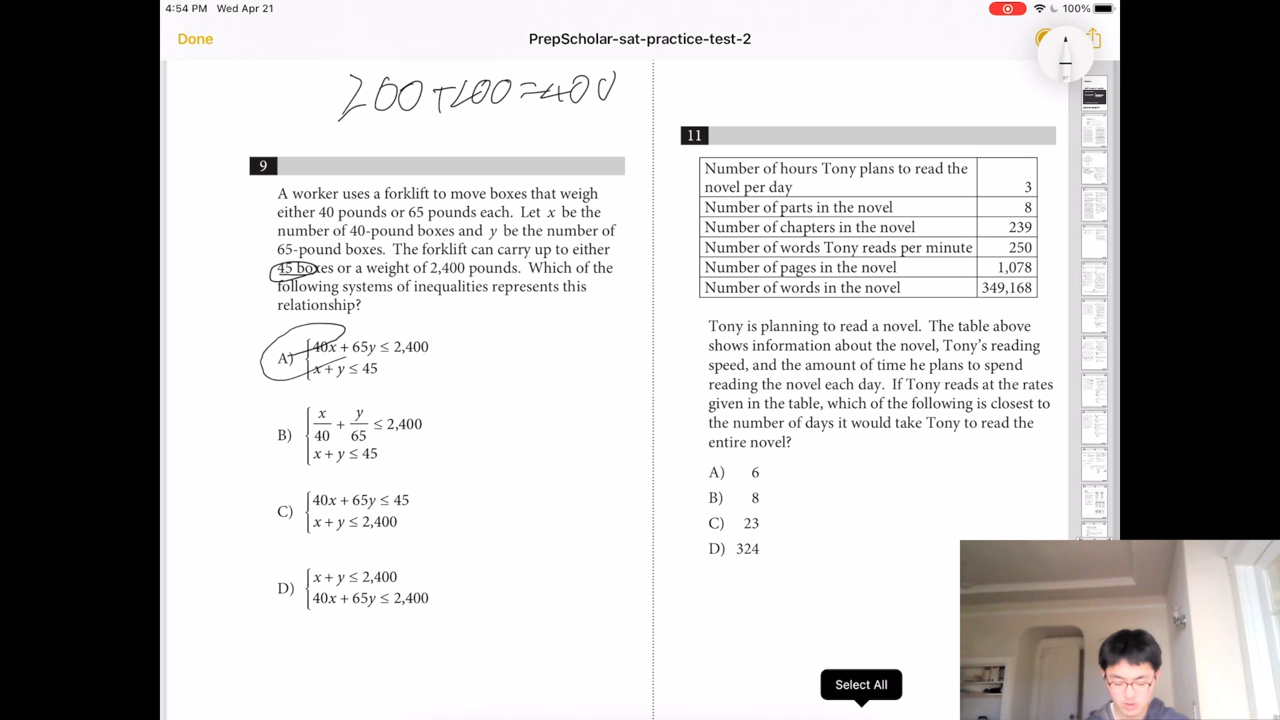 4:54 PM Wed Apr 21
100%
Done
PrepScholar-sat-practice-test-2
200+200=400
9
A worker uses a forklift to move boxes that weigh
either 40 pounds or 65 pounds each. Let x be the
number of 40-pound boxes and y be the number of
65-pound boxes. The forklift can carry up to either
45 boxes or a weight of 2,400 pounds. Which of the
following systems of inequalities represents this
relationship?
A) 40x + 65y ≤ 2,400
x + y ≤ 45
B) x/40 + y/65 ≤ 2,400
x + y ≤ 45
C) 40x + 65y ≤ 45
x + y ≤ 2,400
D) x + y ≤ 2,400
40x + 65y ≤ 2,400
11
Number of hours Tony plans to read the
novel per day 3
Number of parts in the novel 8
Number of chapters in the novel 239
Number of words Tony reads per minute 250
Number of pages in the novel 1,078
Number of words in the novel 349,168
Tony is planning to read a novel. The table above
shows information about the novel, Tony's reading
speed, and the amount of time he plans to spend
reading the novel each day. If Tony reads at the rates
given in the table, which of the following is closest to
the number of days it would take Tony to read the
entire novel?
A) 6
B) 8
C) 23
D) 324
Select All